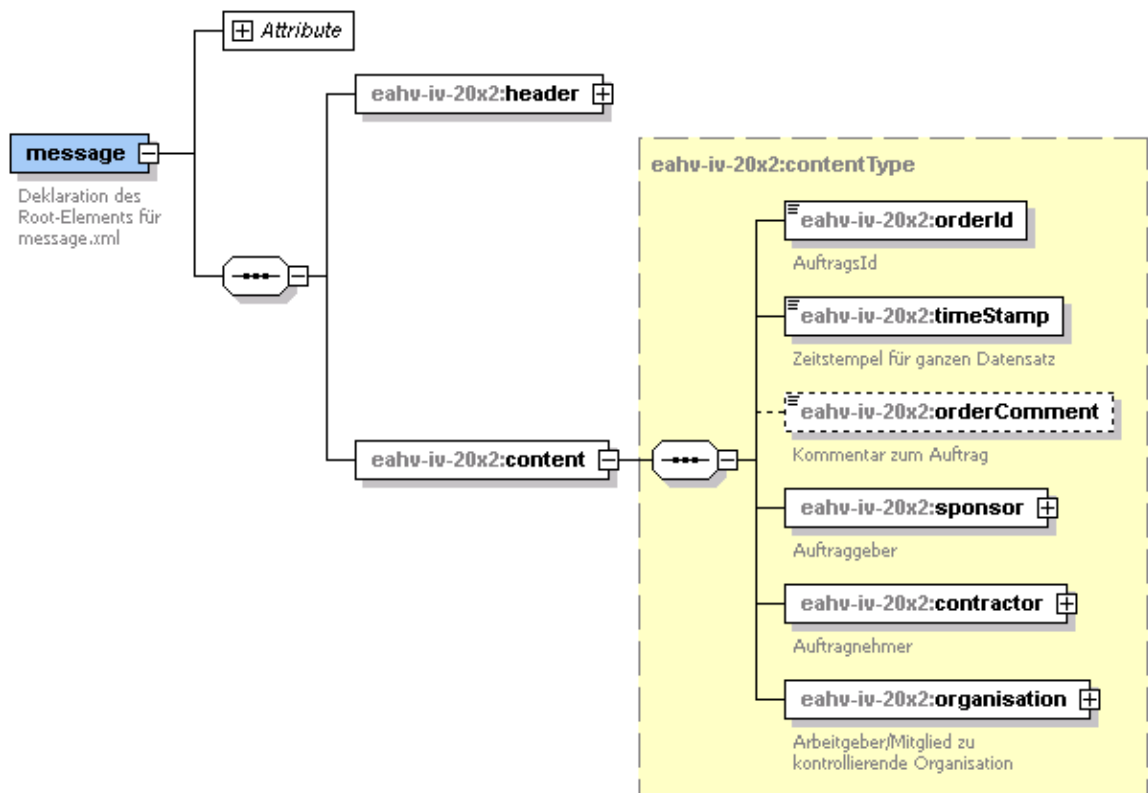 Attribute
eahv-iv-20x2:header
message
Deklaration des
Root-Elements für
message.xml
eahv-iv-20x2:content
eahv-iv-20x2:contentType
eahv-iv-20x2:orderId
AuftragsId
eahv-iv-20x2:timeStamp
Zeitstempel für ganzen Datensatz
eahv-iv-20x2:orderComment
Kommentar zum Auftrag
eahv-iv-20x2:sponsor
Auftraggeber
eahv-iv-20x2:contractor
Auftragnehmer
eahv-iv-20x2:organisation
Arbeitgeber/Mitglied zu
kontrollierende Organisation